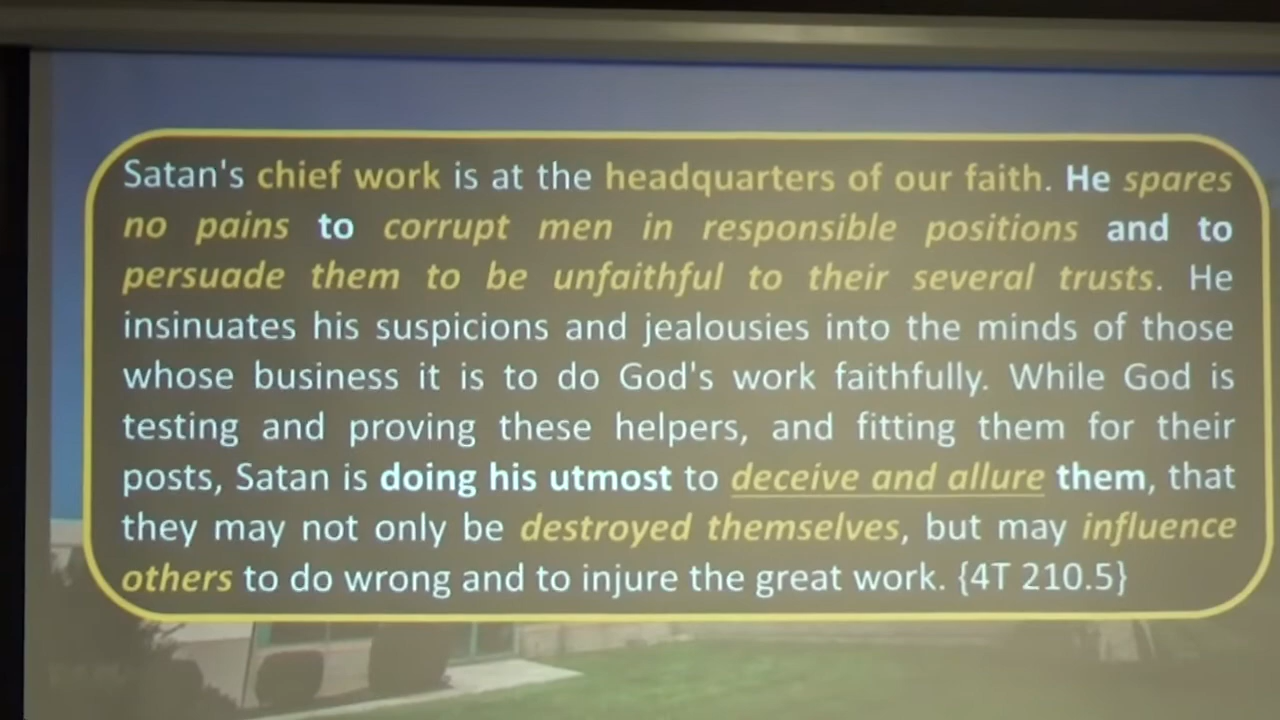 Satan's chief work is at the headquarters of our faith. He spares
no pains to corrupt men in responsible positions and to
persuade them to be unfaithful to their several trusts. He
insinuates his suspicions and jealousies into the minds of those
whose business it is to do God's work faithfully. While God is
testing and proving these helpers, and fitting them for their
posts, Satan is doing his utmost to deceive and allure them, that
they may not only be destroyed themselves, but may influence
others to do wrong and to injure the great work. {4T 210.5}